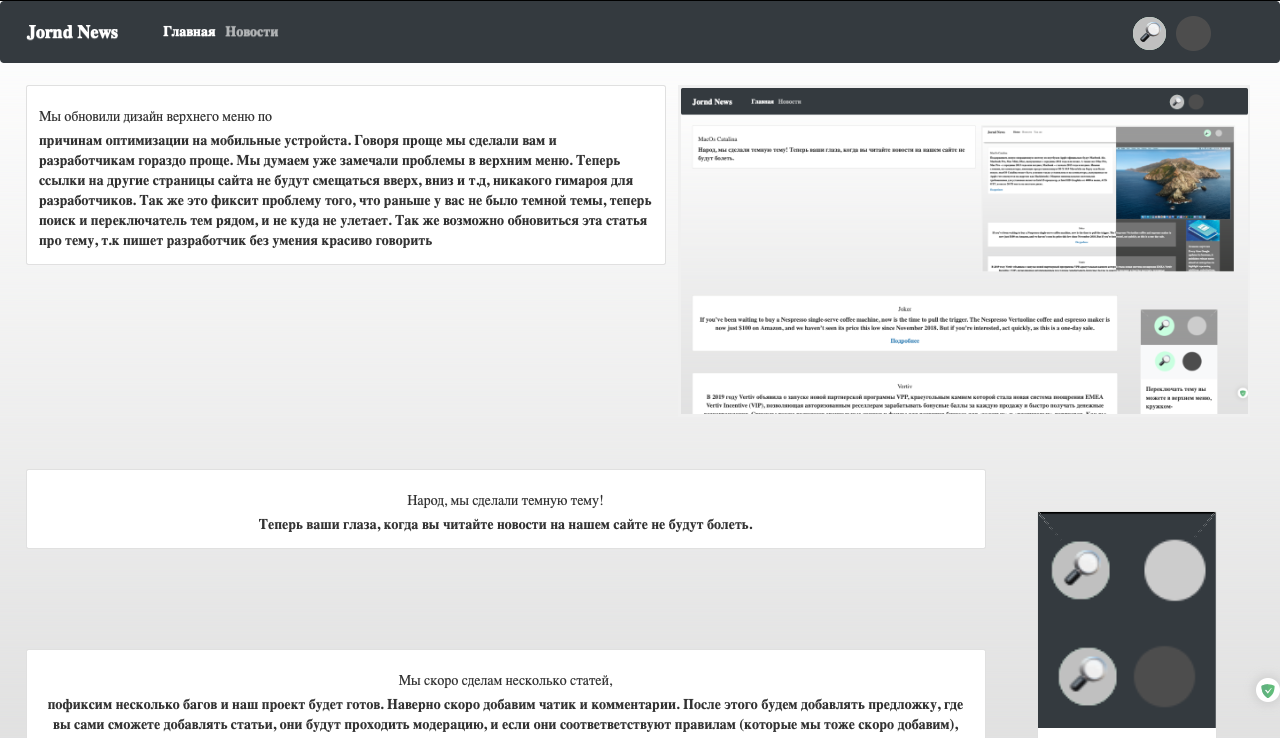 Jornd News
Главная Новости
Мы обновили дизайн верхнего меню по
причинам оптимизации на мобильные устройста. Говоря проще мы сделали вам и
разработчикам гораздо проще. Мы думаем уже замечали проблемы в верхним меню. Теперь
ссылки на другие страницы сайта не будут скокать то вверх, вниз и т.д, никакого гимароя для
разработчиков. Так же это фиксит проблему того, что раньше у вас не было темной темы, теперь
поиск и переключатель тем рядом, и не куда не улетает. Так же возможно обновиться эта статья
про тему, т.к пишет разработчик без умения красиво говорить
Jornd News
Главная Новости
MacOs Catalina
Народ, мы сделали темную тему! Теперь ваши глаза, когда вы читайте новости на нашем сайте не
будут болеть.
Joker
If you've been waiting to buy a Nespresso single-serve coffee machine, now is the time to pull the trigger. The Nespresso Vertuoline coffee and espresso maker is
now just $100 on Amazon, and we haven't seen its price this low since November 2018. But if you're interested, act quickly, as this is a one-day sale.
Подробнее
Vertiv
В 2019 году Vertiv объявила о запуске новой партнерской программы VPP, краеугольным камнем которой стала новая система поощрения EMEA
Vertiv Incentive (VIP), позволяющая авторизованным реселлерам зарабатывать бонусные баллы за каждую продажу и быстро получать денежные
Переключать тему вы
можете в верхнем меню,
кружком-
Народ, мы сделали темную тему!
Теперь ваши глаза, когда вы читайте новости на нашем сайте не будут болеть.
Мы скоро сделам несколько статей,
пофиксим несколько багов и наш проект будет готов. Наверно скоро добавим чатик и комментарии. После этого будем добавлять предложку, где
вы сами сможете добавлять статьи, они будут проходить модерацию, и если они соответветствуют правилам (которые мы тоже скоро добавим),